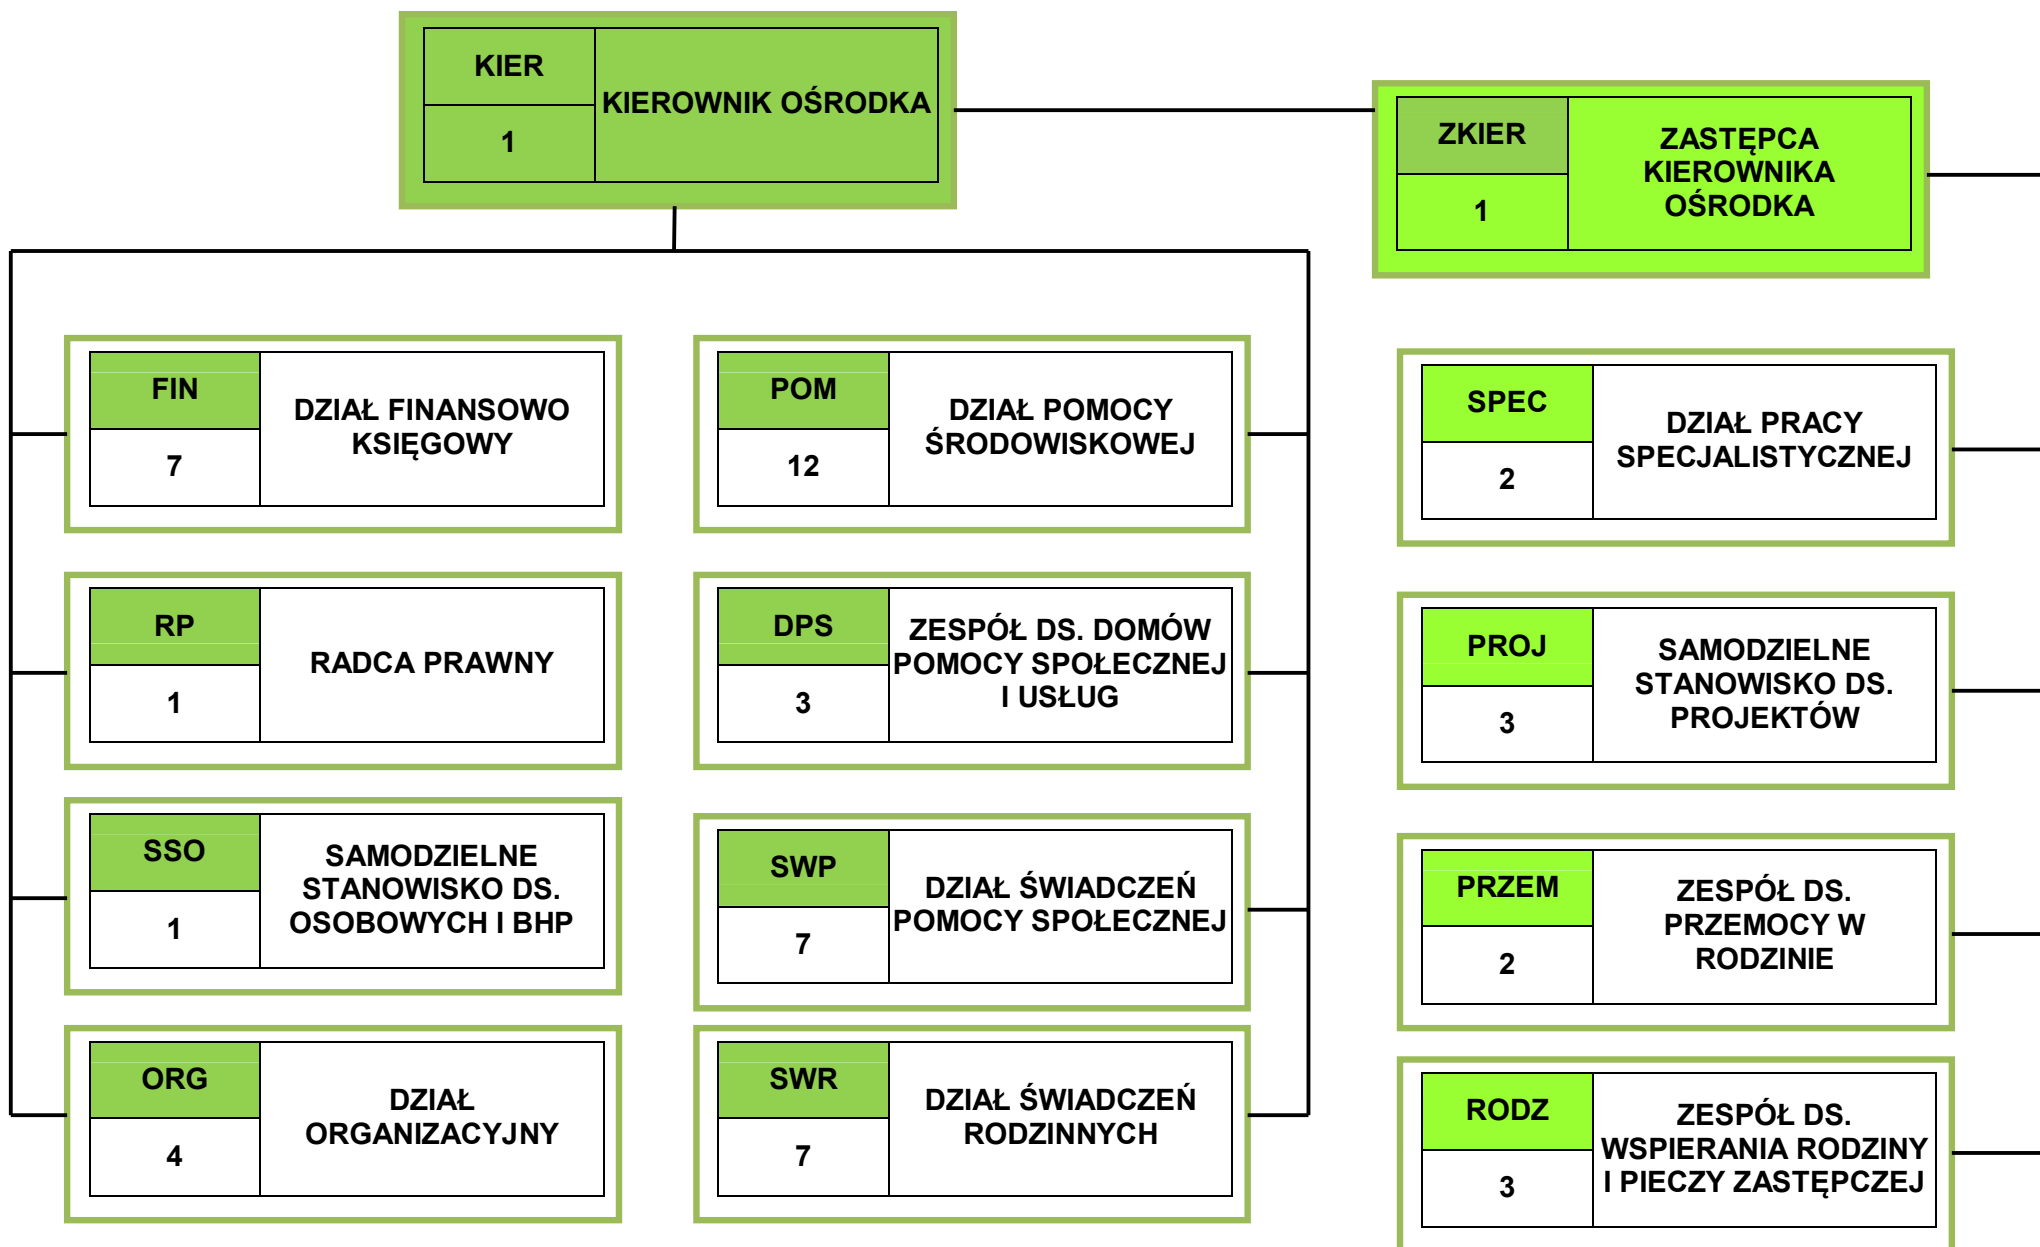 KIER
1
KIEROWNIK OŚRODKA
ZKIER
1
ZASTĘPCA
KIEROWNIKA
OŚRODKA
FIN
7
DZIAŁ FINANSOWO
KSIĘGOWY
POM
12
DZIAŁ POMOCY
ŚRODOWISKOWEJ
SPEC
2
DZIAŁ PRACY
SPECJALISTYCZNEJ
RP
1
RADCA PRAWNY
DPS
3
ZESPÓŁ DS. DOMÓW
POMOCY SPOŁECZNEJ
I USŁUG
PROJ
3
SAMODZIELNE
STANOWISKO DS.
PROJEKTÓW
SSO
1
SAMODZIELNE
STANOWISKO DS.
OSOBOWYCH I BHP
SWP
7
DZIAŁ ŚWIADCZEŃ
POMOCY SPOŁECZNEJ
PRZEM
2
ZESPÓŁ DS.
PRZEMOCY W
RODZINIE
ORG
4
DZIAŁ
ORGANIZACYJNY
SWR
7
DZIAŁ ŚWIADCZEŃ
RODZINNYCH
RODZ
3
ZESPÓŁ DS.
WSPIERANIA RODZINY
I PIECZY ZASTĘPCZEJ